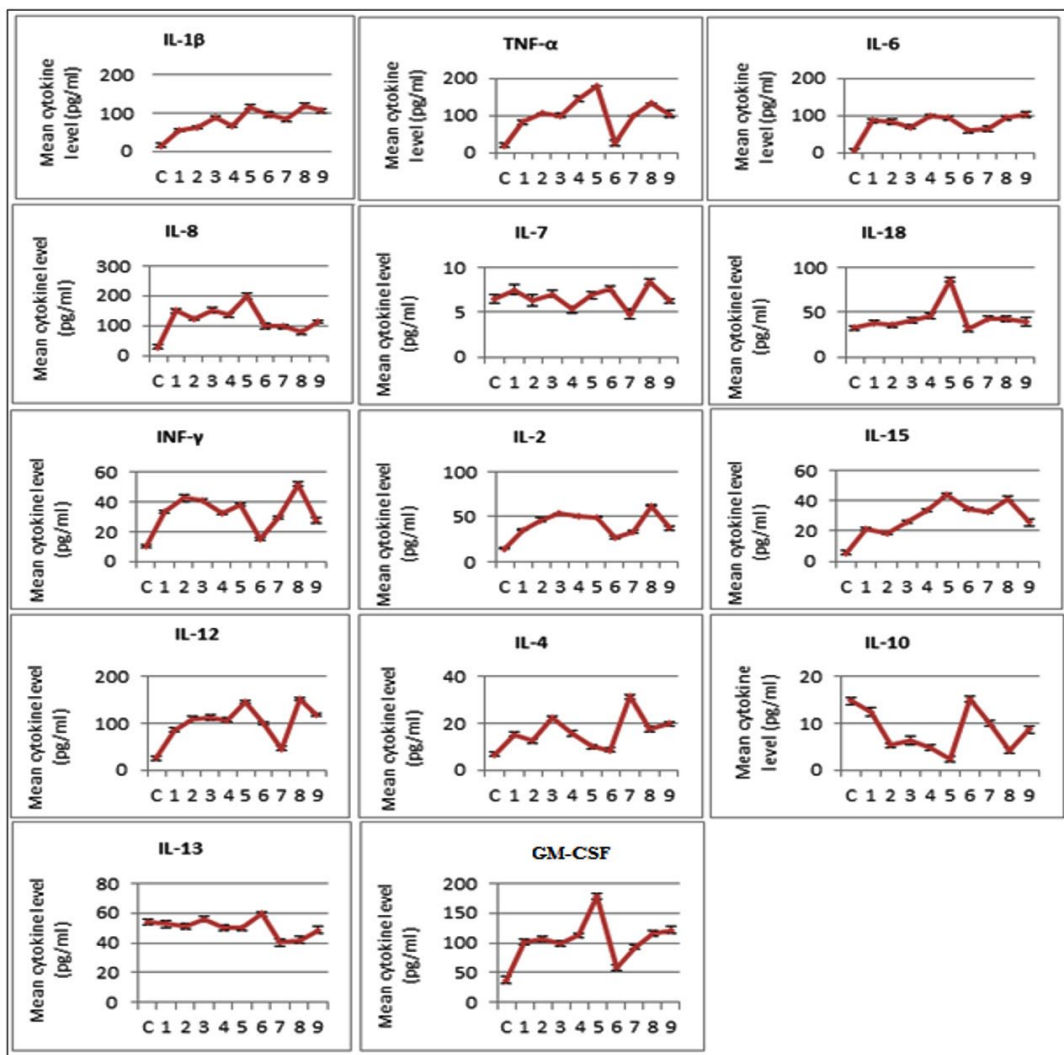 IL-1β
Mean cytokine
level (pg/ml)
200
100
0
C 1 2 3 4 5 6 7 8 9
TNF-α
Mean cytokine
level (pg/ml)
200
100
0
C 1 2 3 4 5 6 7 8 9
IL-6
Mean cytokine
level (pg/ml)
200
100
0
C 1 2 3 4 5 6 7 8 9
IL-8
Mean cytokine level
(pg/ml)
300
200
100
0
C 1 2 3 4 5 6 7 8 9
IL-7
Mean cytokine level
(pg/ml)
10
5
0
C 1 2 3 4 5 6 7 8 9
IL-18
Mean cytokine level
(pg/ml)
100
50
0
C 1 2 3 4 5 6 7 8 9
INF-γ
Mean cytokine level
(pg/ml)
60
40
20
0
C 1 2 3 4 5 6 7 8 9
IL-2
Mean cytokine level
(pg/ml)
100
50
0
C 1 2 3 4 5 6 7 8 9
IL-15
Mean cytokine level
(pg/ml)
60
40
20
0
C 1 2 3 4 5 6 7 8 9
IL-12
Mean cytokine level
(pg/ml)
200
100
0
C 1 2 3 4 5 6 7 8 9
IL-4
Mean cytokine level
(pg/ml)
40
20
0
C 1 2 3 4 5 6 7 8 9
IL-10
Mean cytokine
level (pg/ml)
20
10
0
C 1 2 3 4 5 6 7 8 9
IL-13
Mean cytokine level
(pg/ml)
80
60
40
20
0
C 1 2 3 4 5 6 7 8 9
GM-CSF
Mean cytokine level
(pg/ml)
200
150
100
50
0
C 1 2 3 4 5 6 7 8 9